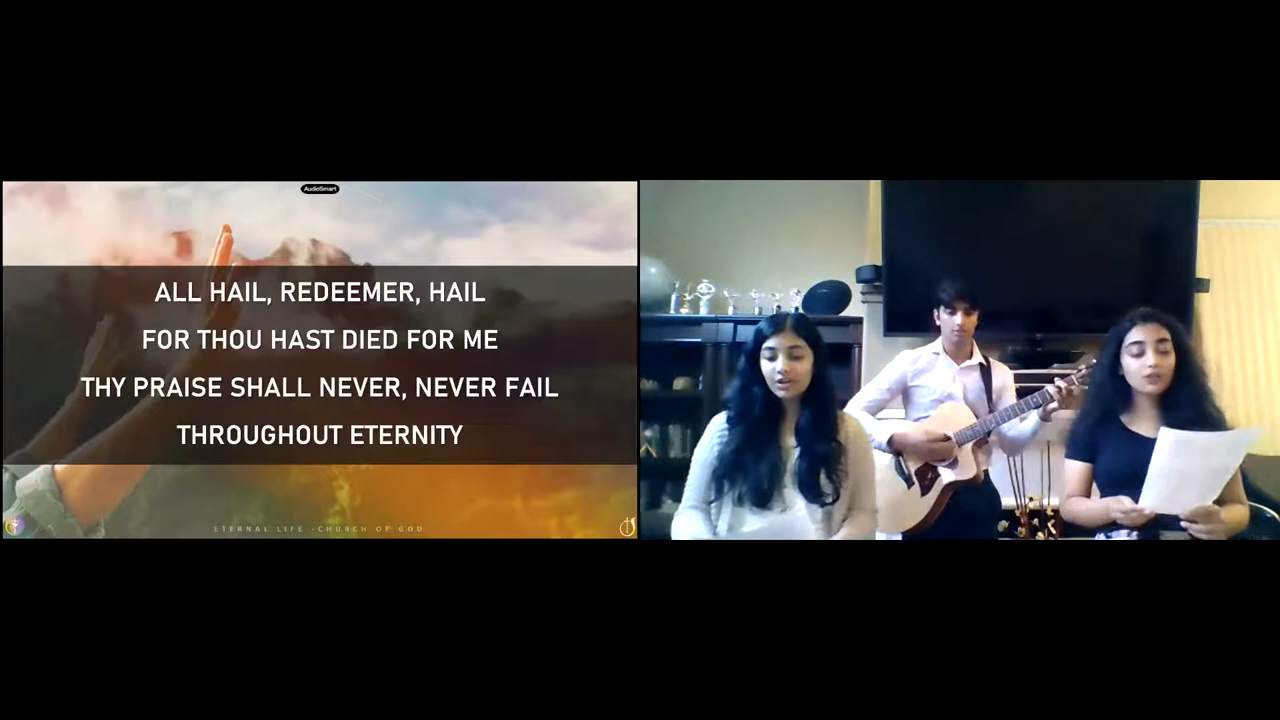 AudioSmart
ALL HAIL, REDEEMER, HAIL
FOR THOU HAST DIED FOR ME
THY PRAISE SHALL NEVER, NEVER FAIL
THROUGHOUT ETERNITY
ETERNAL LIFE - CHURCH OF GOD